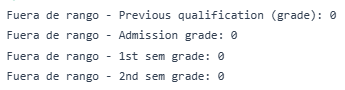 Fuera de rango - Previous qualification (grade): 0
Fuera de rango - Admission grade: 0
Fuera de rango - 1st sem grade: 0
Fuera de rango - 2nd sem grade: 0